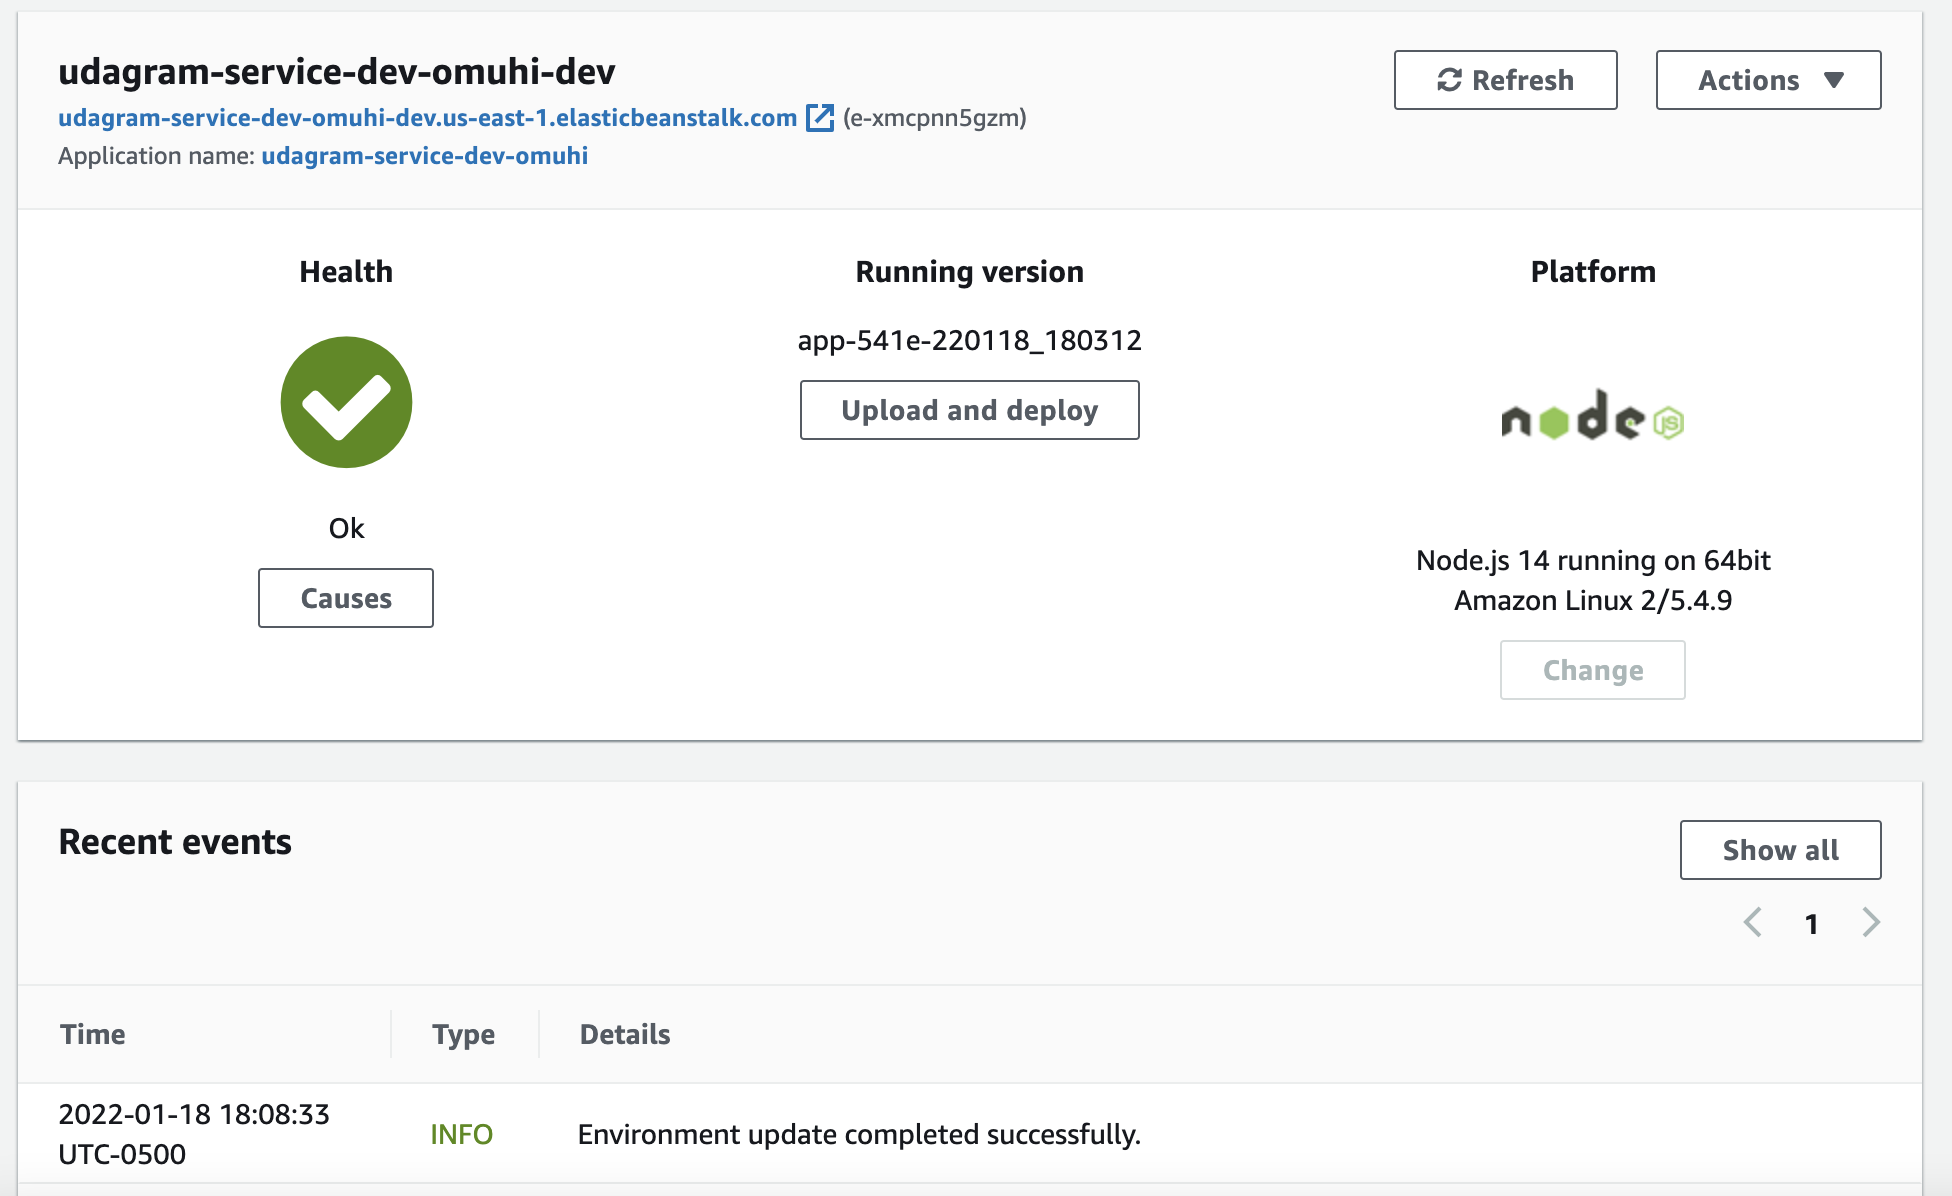 udagram-service-dev-omuhi-dev
Refresh
Actions
udagram-service-dev-omuhi-dev.us-east-1.elasticbeanstalk.com (e-xmcpnn5gzm)
Application name: udagram-service-dev-omuhi
Health
Ok
Causes
Running version
app-541e-220118_180312
Upload and deploy
Platform
node JS
Node.js 14 running on 64bit
Amazon Linux 2/5.4.9
Change
Recent events
Show all
1
Time
Type
Details
2022-01-18 18:08:33
UTC-0500
INFO
Environment update completed successfully.